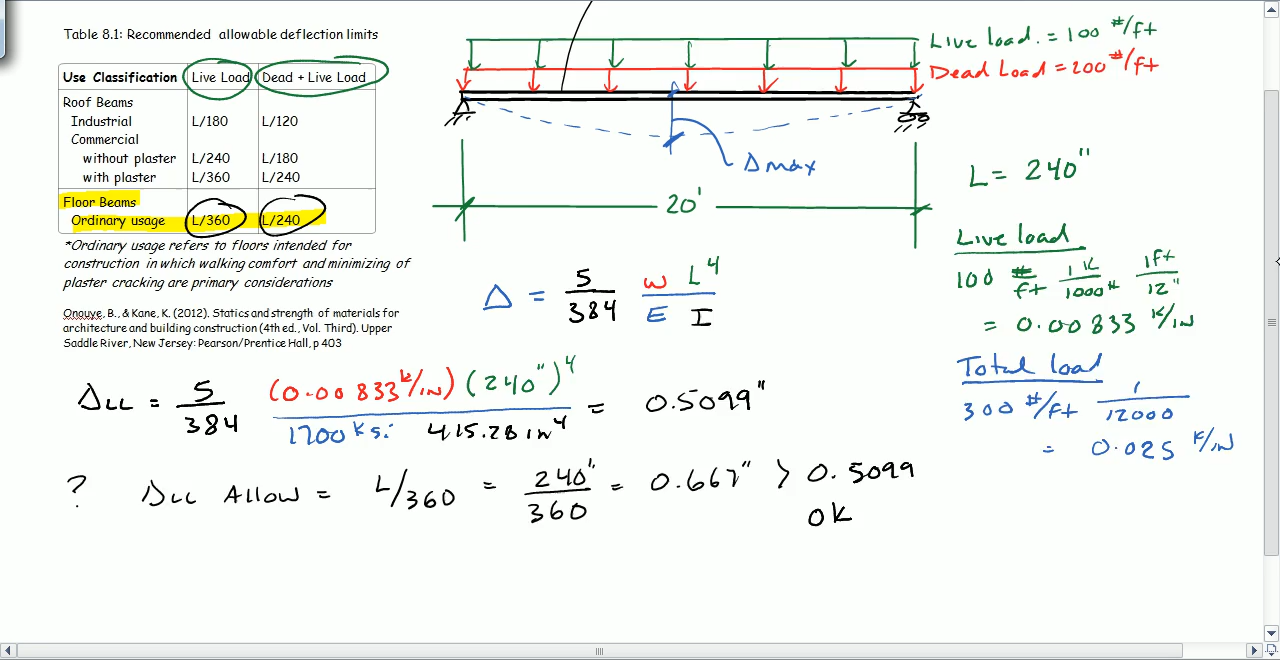 Table 8.1: Recommended allowable deflection limits
Use Classification Live Load Dead + Live Load
Roof Beams
Industrial L/180 L/120
Commercial
without plaster L/240 L/180
with plaster L/360 L/240
Floor Beams
Ordinary usage L/360 L/240
*Ordinary usage refers to floors intended for
construction in which walking comfort and minimizing of
plaster cracking are primary considerations
Onouye, B., & Kane, K. (2012). Statics and strength of materials for
architecture and building construction (4th ed., Vol. Third). Upper
Saddle River, New Jersey: Pearson/Prentice Hall, p 403
Live load. = 100 #/ft
Dead Load = 200 #/ft
Δmax
20'
L = 240"
Δ = 5/384 w L⁴ / E I
Live load
100 #/ft 1K/1000# 1ft/12"
= 0.00833 K/IN
Total load
300 #/ft 1/12000
= 0.025 K/IN
ΔLL = 5/384 (0.00833 k/IN) (240")⁴ / 1700 ksi 415.28 in⁴ = 0.5099"
? ΔLL ALLOW = L/360 = 240"/360 = 0.667" > 0.5099
OK